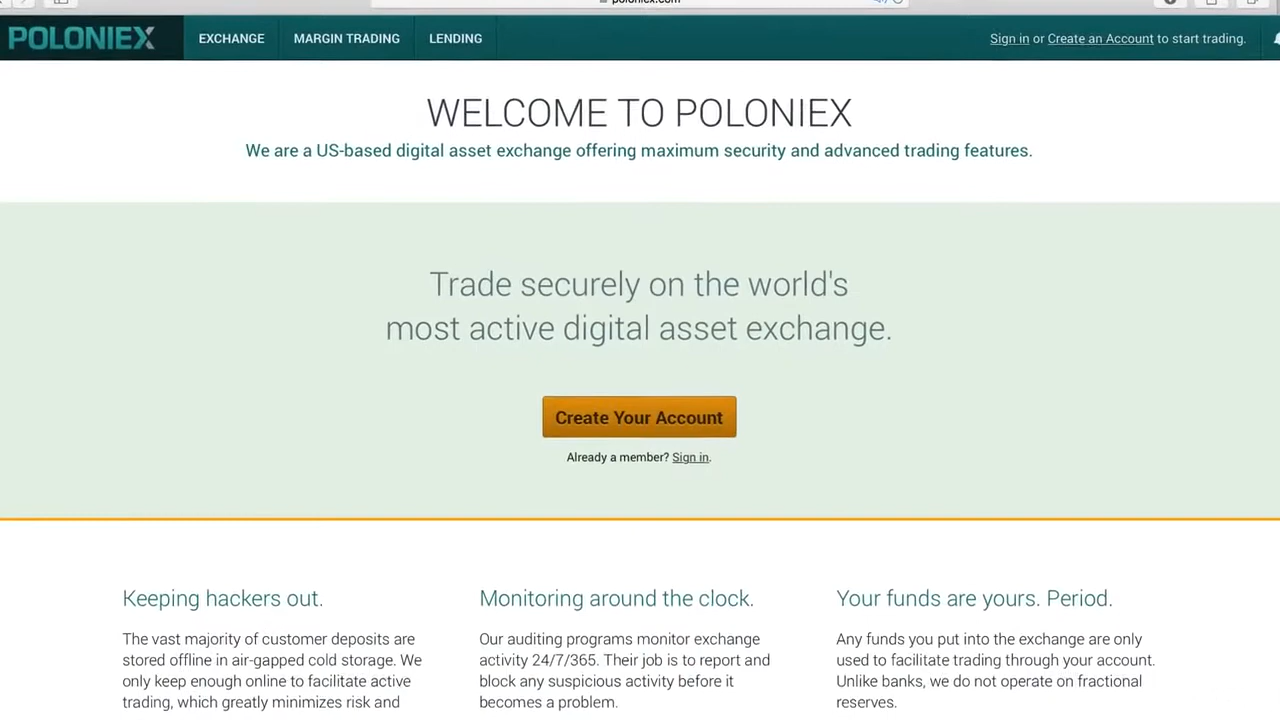 poloniex.com
POLONIEX EXCHANGE MARGIN TRADING LENDING Sign in or Create an Account to start trading.
WELCOME TO POLONIEX
We are a US-based digital asset exchange offering maximum security and advanced trading features.
Trade securely on the world's
most active digital asset exchange.
Create Your Account
Already a member? Sign in.
Keeping hackers out.
The vast majority of customer deposits are
stored offline in air-gapped cold storage. We
only keep enough online to facilitate active
trading, which greatly minimizes risk and
Monitoring around the clock.
Our auditing programs monitor exchange
activity 24/7/365. Their job is to report and
block any suspicious activity before it
becomes a problem.
Your funds are yours. Period.
Any funds you put into the exchange are only
used to facilitate trading through your account.
Unlike banks, we do not operate on fractional
reserves.